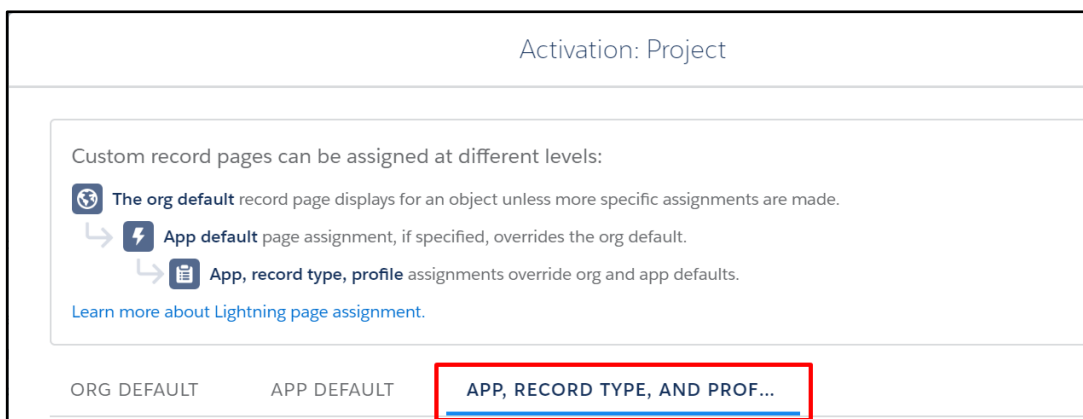 Activation: Project
Custom record pages can be assigned at different levels:
The org default record page displays for an object unless more specific assignments are made.
App default page assignment, if specified, overrides the org default.
App, record type, profile assignments override org and app defaults.
Learn more about Lightning page assignment.
ORG DEFAULT APP DEFAULT APP, RECORD TYPE, AND PROF...